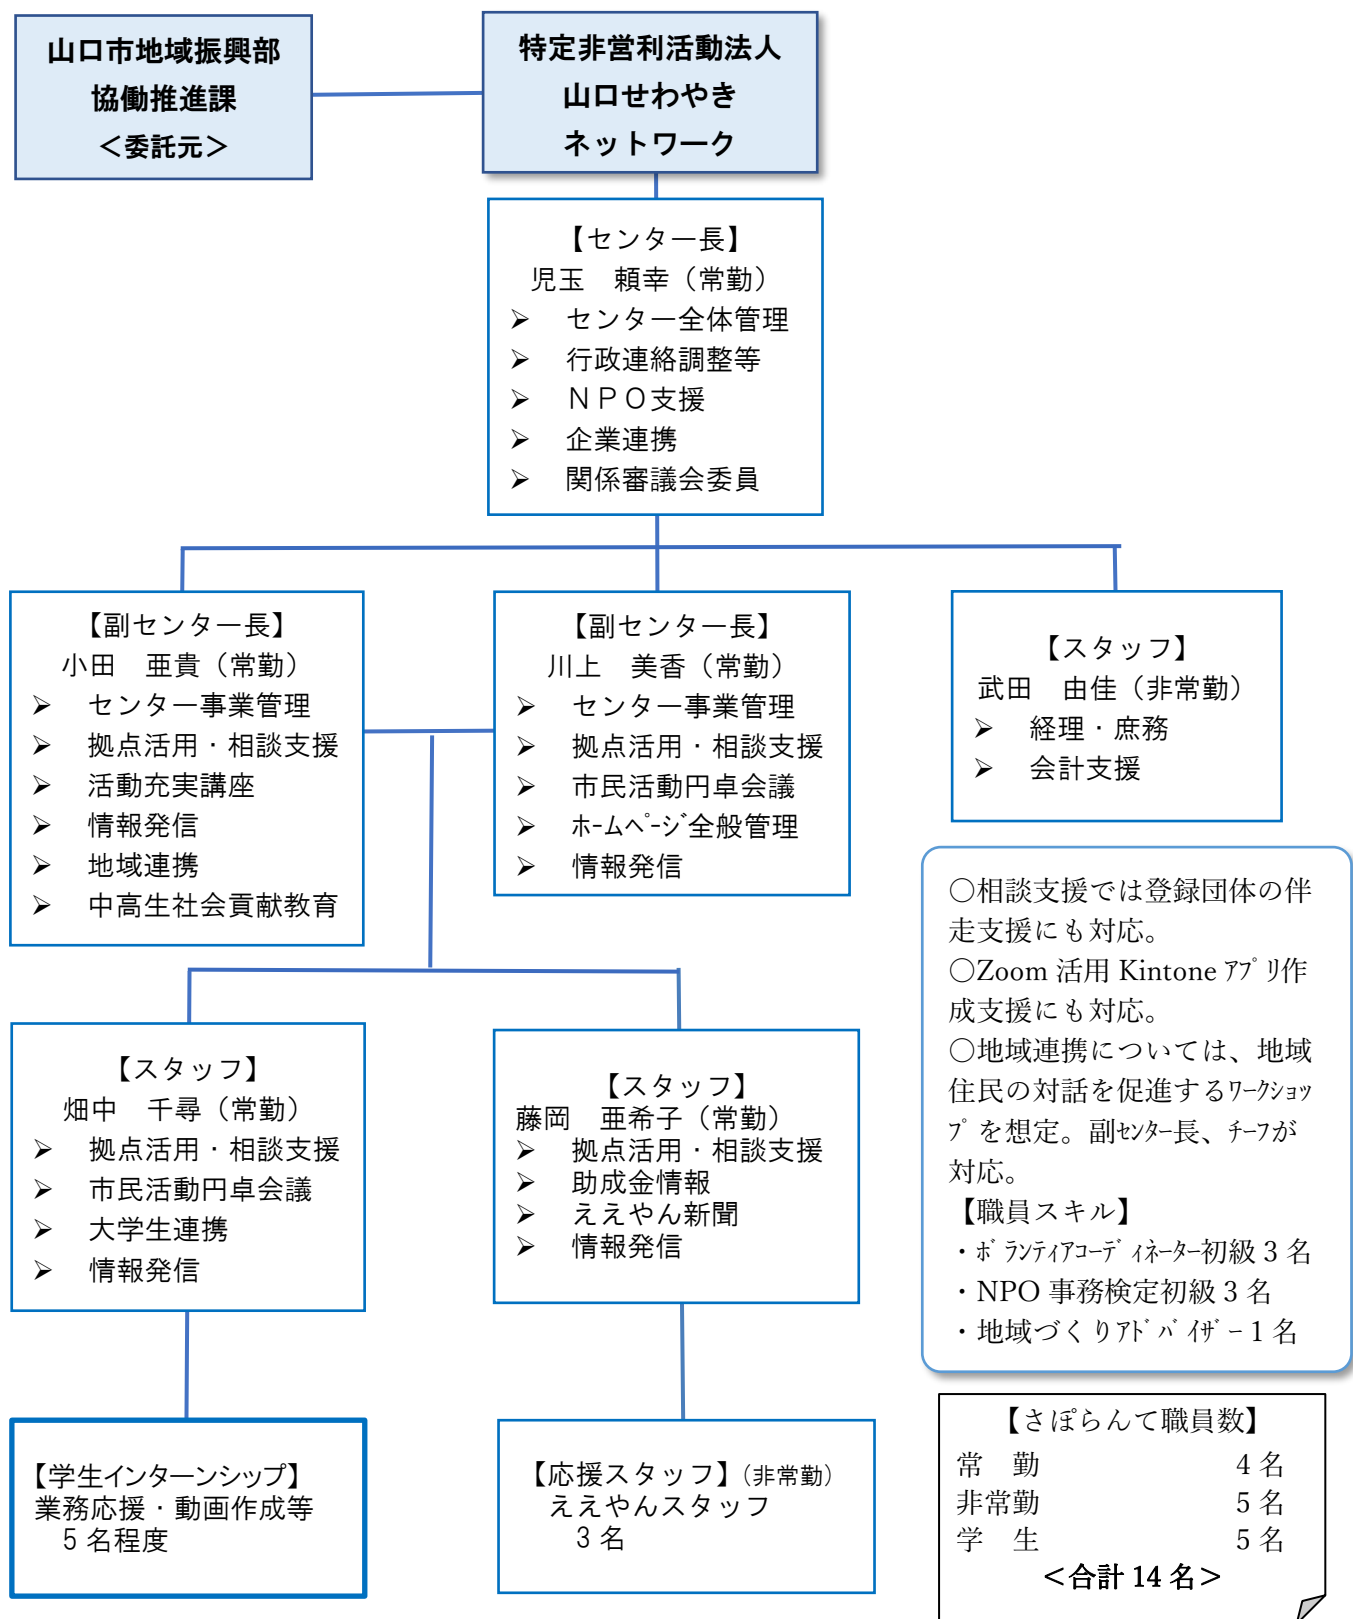 山口市地域振興部
協働推進課
＜委託元＞
特定非営利活動法人
山口せわやき
ネットワーク
【センター長】
児玉　頼幸（常勤）
➢ センター全体管理
➢ 行政連絡調整等
➢ ＮＰＯ支援
➢ 企業連携
➢ 関係審議会委員
【副センター長】
小田　亜貴（常勤）
➢ センター事業管理
➢ 拠点活用・相談支援
➢ 活動充実講座
➢ 情報発信
➢ 地域連携
➢ 中高生社会貢献教育
【副センター長】
川上　美香（常勤）
➢ センター事業管理
➢ 拠点活用・相談支援
➢ 市民活動円卓会議
➢ ﾎｰﾑﾍﾟｰｼﾞ全般管理
➢ 情報発信
【スタッフ】
武田　由佳（非常勤）
➢ 経理・庶務
➢ 会計支援
【スタッフ】
畑中　千尋（常勤）
➢ 拠点活用・相談支援
➢ 市民活動円卓会議
➢ 大学生連携
➢ 情報発信
【スタッフ】
藤岡　亜希子（常勤）
➢ 拠点活用・相談支援
➢ 助成金情報
➢ ええやん新聞
➢ 情報発信
○相談支援では登録団体の伴
走支援にも対応。
○Zoom 活用 Kintone ｱﾌﾟﾘ作
成支援にも対応。
○地域連携については、地域
住民の対話を促進するﾜｰｸｼｮｯ
ﾌﾟを想定。副ｾﾝﾀｰ長、ﾁｰﾌが
対応。
【職員スキル】
・ﾎﾞﾗﾝﾃｨｱｺｰﾃﾞｨﾈｰﾀｰ初級 3 名
・NPO 事務検定初級 3 名
・地域づくりｱﾄﾞﾊﾞｲｻﾞｰ 1 名
【学生インターンシップ】
業務応援・動画作成等
5 名程度
【応援スタッフ】（非常勤）
ええやんスタッフ
3 名
【さぽらんて職員数】
常　勤 4 名
非常勤 5 名
学　生 5 名
＜合計 14 名＞